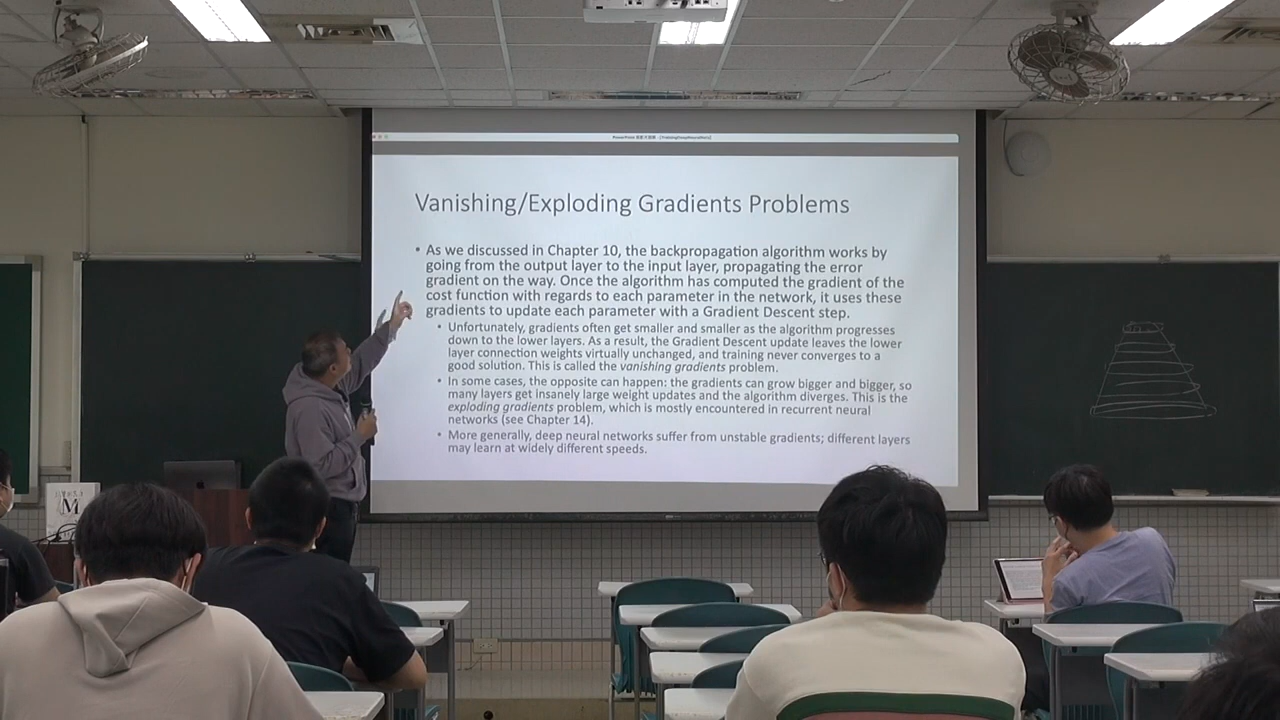 Vanishing/Exploding Gradients Problems
• As we discussed in Chapter 10, the backpropagation algorithm works by
going from the output layer to the input layer, propagating the error
gradient on the way. Once the algorithm has computed the gradient of the
cost function with regards to each parameter in the network, it uses these
gradients to update each parameter with a Gradient Descent step.
• Unfortunately, gradients often get smaller and smaller as the algorithm progresses
down to the lower layers. As a result, the Gradient Descent update leaves the lower
layer connection weights virtually unchanged, and training never converges to a
good solution. This is called the vanishing gradients problem.
• In some cases, the opposite can happen: the gradients can grow bigger and bigger, so
many layers get insanely large weight updates and the algorithm diverges. This is the
exploding gradients problem, which is mostly encountered in recurrent neural
networks (see Chapter 14).
• More generally, deep neural networks suffer from unstable gradients; different layers
may learn at widely different speeds.
M